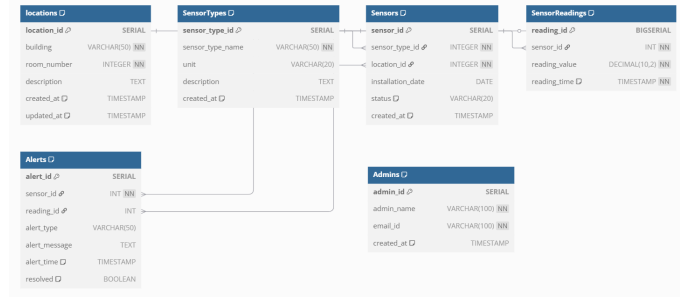 locations
location_id SERIAL
building VARCHAR(50) NN
room_number INTEGER NN
description TEXT
created_at TIMESTAMP
updated_at TIMESTAMP
SensorTypes
sensor_type_id SERIAL
sensor_type_name VARCHAR(50) NN
unit VARCHAR(20)
description TEXT
created_at TIMESTAMP
Sensors
sensor_id SERIAL
sensor_type_id INTEGER NN
location_id INTEGER NN
installation_date DATE
status VARCHAR(20)
created_at TIMESTAMP
SensorReadings
reading_id BIGSERIAL
sensor_id INT NN
reading_value DECIMAL(10,2) NN
reading_time TIMESTAMP NN
Alerts
alert_id SERIAL
sensor_id INT NN
reading_id INT
alert_type VARCHAR(50)
alert_message TEXT
alert_time TIMESTAMP
resolved BOOLEAN
Admins
admin_id SERIAL
admin_name VARCHAR(100) NN
email_id VARCHAR(100) NN
created_at TIMESTAMP